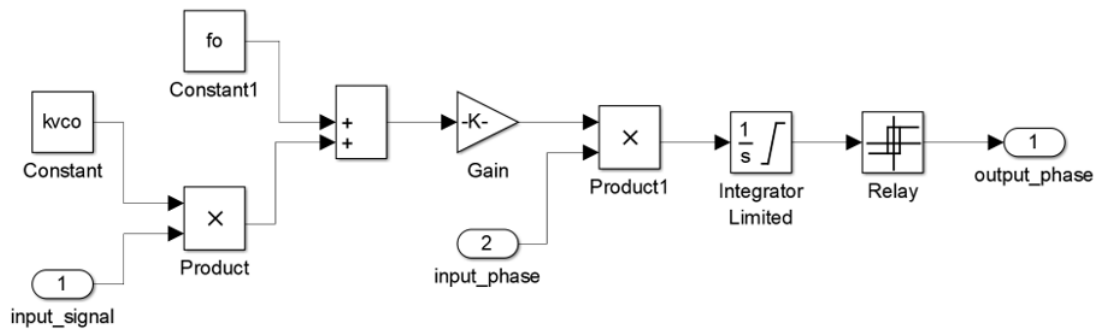 fo
Constant1
kvco
Constant
+
+
-K-
Gain
×
Product
1
input_signal
2
input_phase
×
Product1
1
s
Integrator
Limited
Relay
1
output_phase